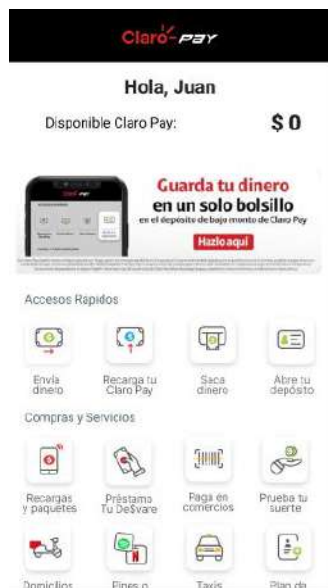 Claro-pay
Hola, Juan
Disponible Claro Pay: $ 0
Guarda tu dinero
en un solo bolsillo
en el depósito de bajo monto de Claro Pay
Hazlo aquí
Accesos Rápidos
Envía dinero
Recarga tu Claro Pay
Saca dinero
Abre tu depósito
Compras y Servicios
Recargas y paquetes
Préstamo Tu De$vare
Paga en comercios
Prueba tu suerte
Domicilios
Pines o
Taxis
Plan de